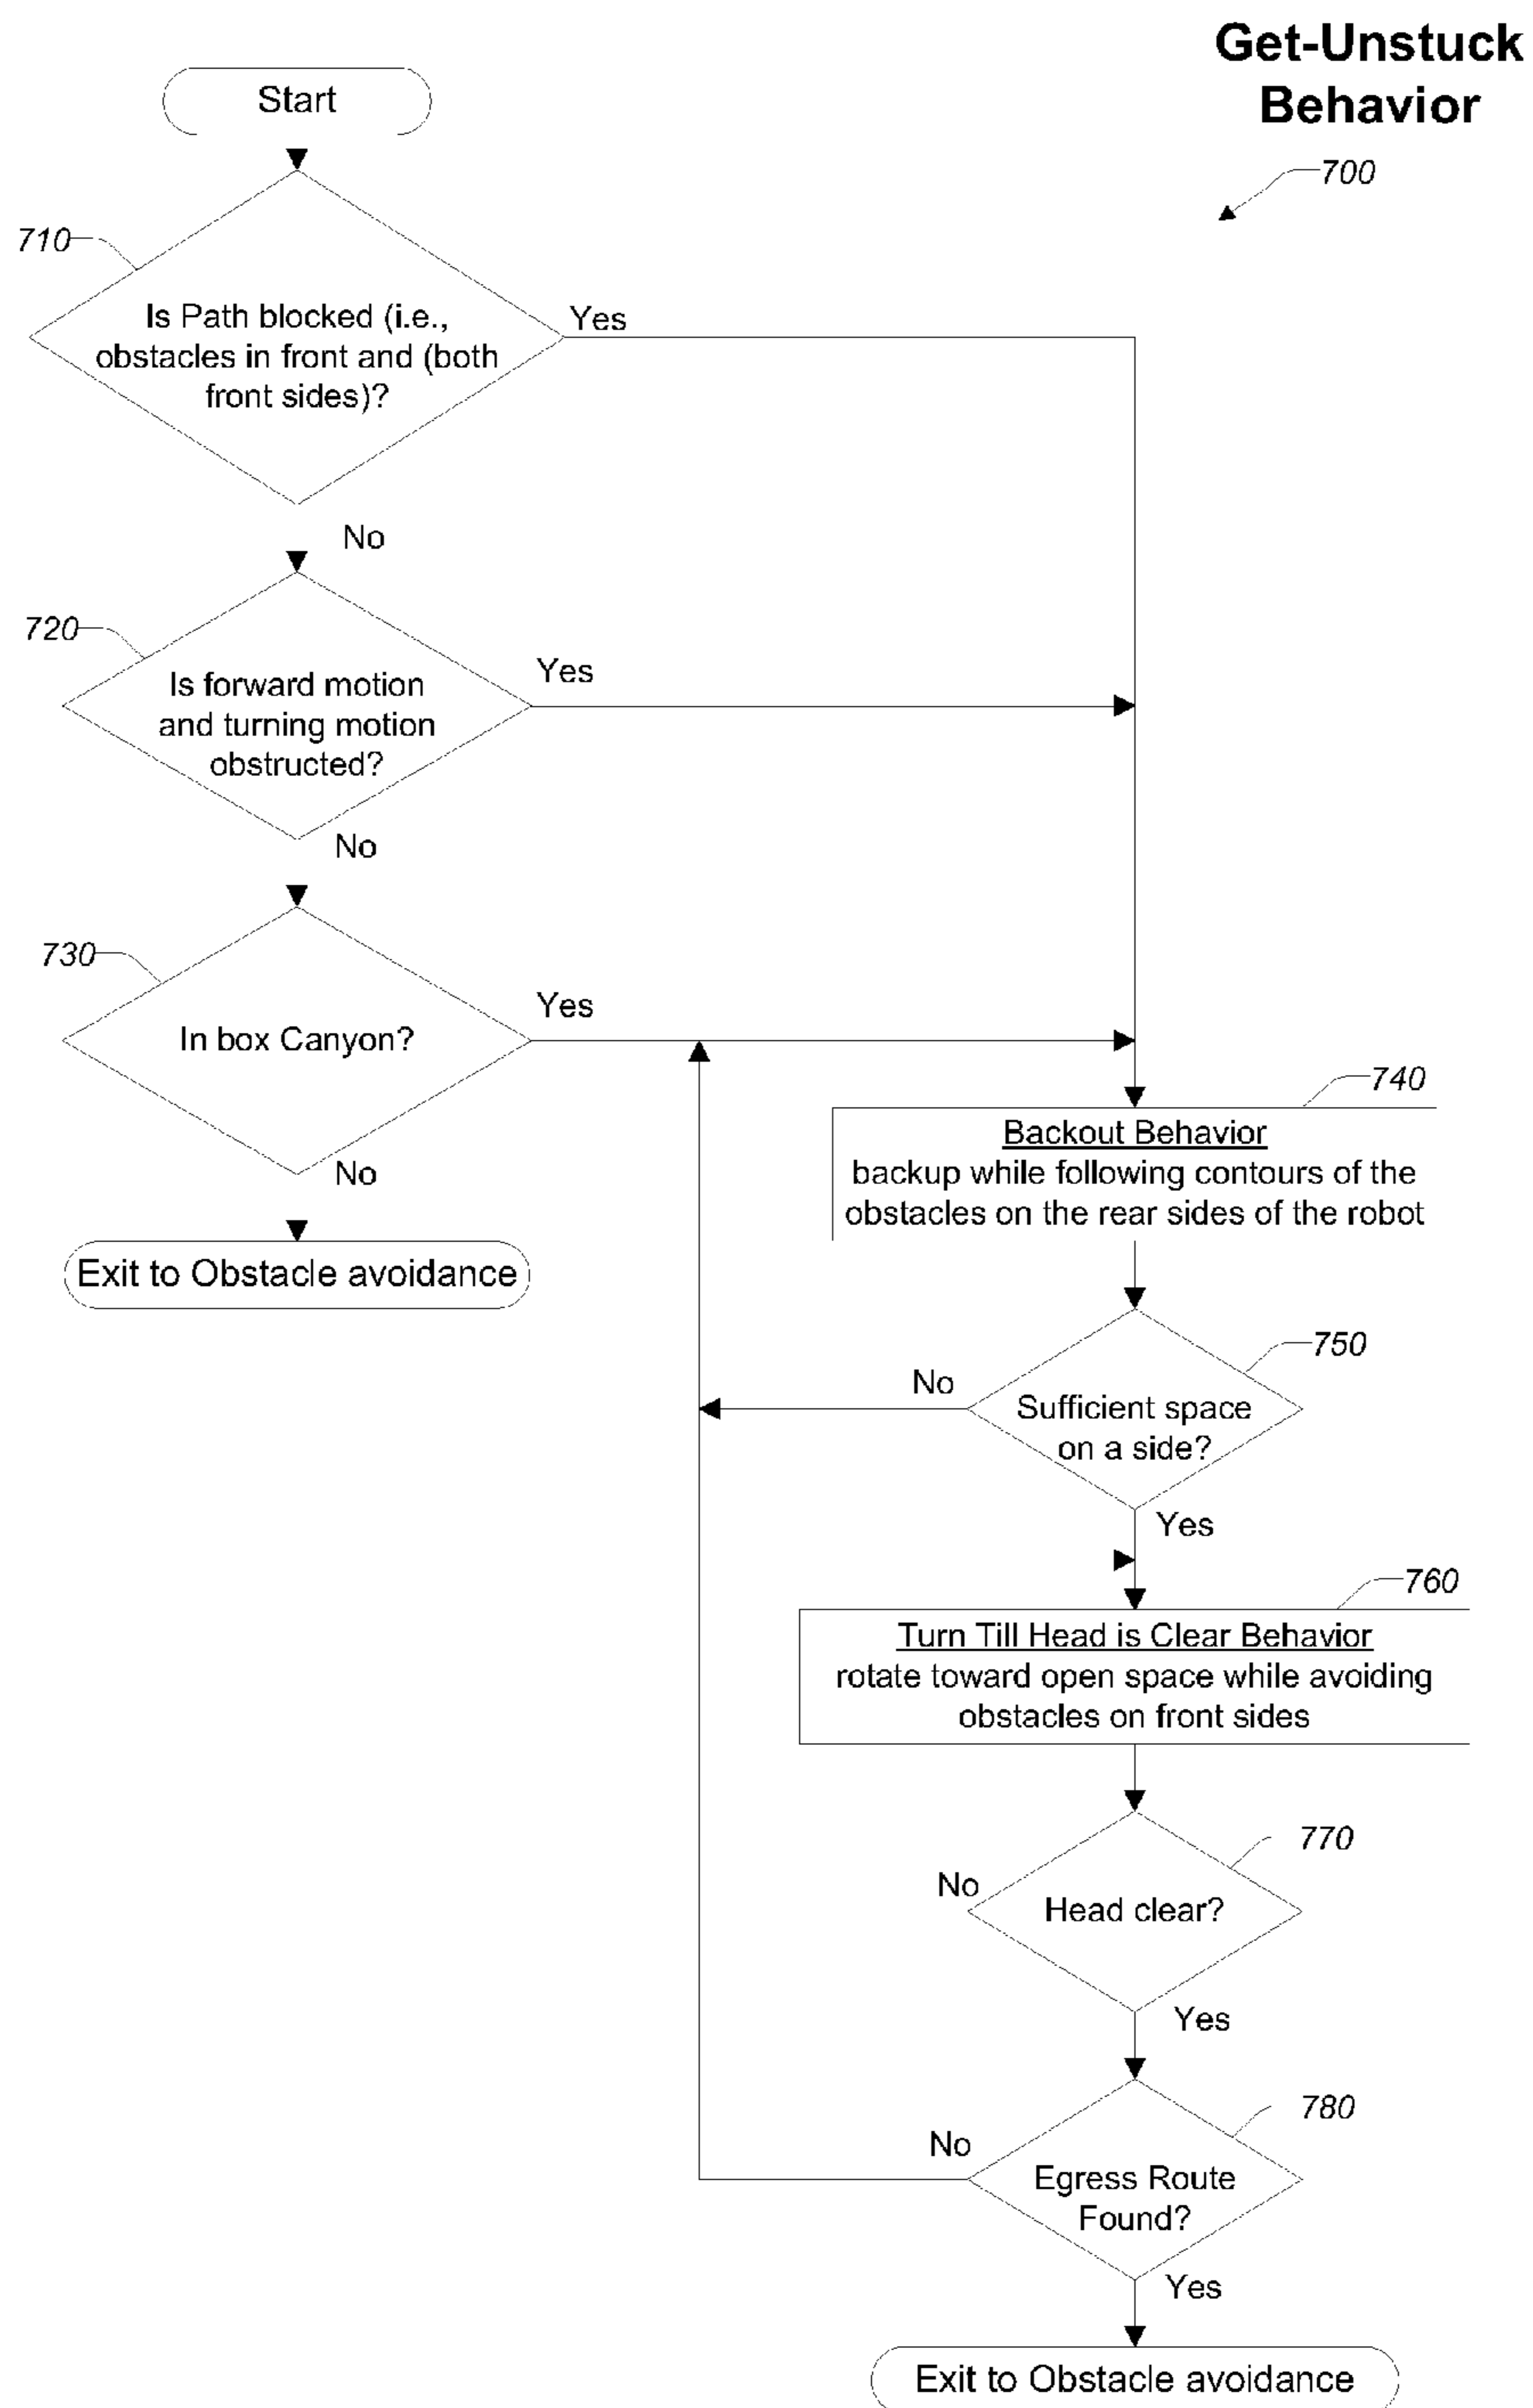 Get-Unstuck
Behavior
700
Start
710
Is Path blocked (i.e.,
obstacles in front and (both
front sides)?
Yes
No
720
Is forward motion
and turning motion
obstructed?
Yes
No
730
In box Canyon?
Yes
No
Exit to Obstacle avoidance
740
Backout Behavior
backup while following contours of the
obstacles on the rear sides of the robot
750
No
Sufficient space
on a side?
Yes
760
Turn Till Head is Clear Behavior
rotate toward open space while avoiding
obstacles on front sides
770
No
Head clear?
Yes
780
No
Egress Route
Found?
Yes
Exit to Obstacle avoidance